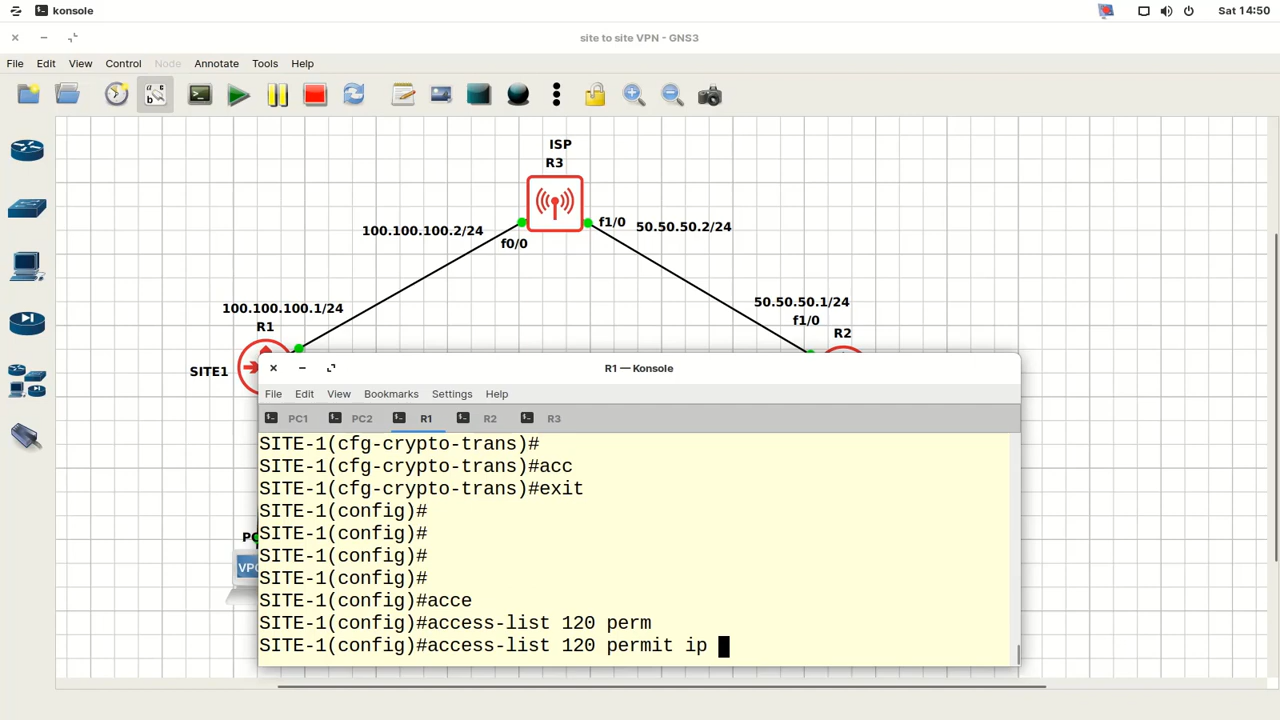 konsole
Sat 14:50
site to site VPN - GNS3
File Edit View Control Node Annotate Tools Help
ISP
R3
100.100.100.2/24
f0/0
f1/0
50.50.50.2/24
100.100.100.1/24
R1
SITE1
50.50.50.1/24
f1/0
R2
R1 — Konsole
File Edit View Bookmarks Settings Help
PC1 PC2 R1 R2 R3
SITE-1(cfg-crypto-trans)#
SITE-1(cfg-crypto-trans)#acc
SITE-1(cfg-crypto-trans)#exit
SITE-1(config)#
SITE-1(config)#
SITE-1(config)#
SITE-1(config)#
SITE-1(config)#acce
SITE-1(config)#access-list 120 perm
SITE-1(config)#access-list 120 permit ip